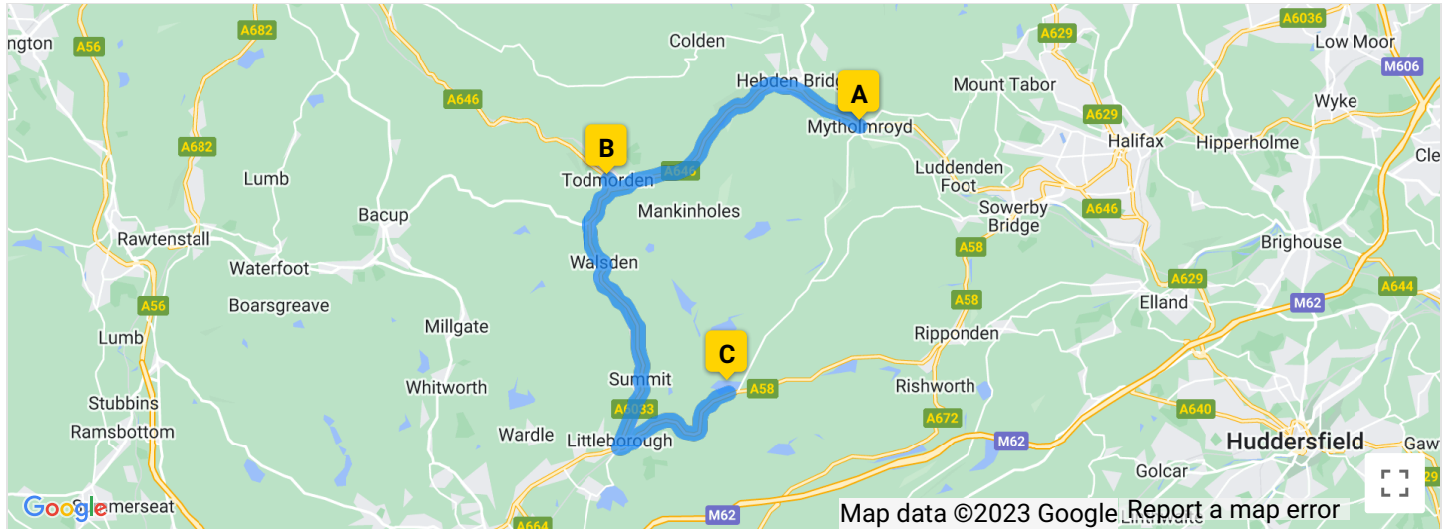 ngton
A56
A682
Colden
A629
A6036
Low Moor
M606
Hebden Bridg
A
Mount Tabor
A646
Wyke
A629
Mytholmroyd
Halifax
Hipperholme
A682
B
Cle
Lumb
Todmorden
A646
Luddenden
Foot
Bacup
Mankinholes
Sowerby
Bridge
A646
Rawtenstall
A58
Brighouse
Waterfoot
Walsden
A629
A644
A56
Boarsgreave
A58
Elland
M62
Lumb
Millgate
Ripponden
C
Whitworth
Summit
A58
Rishworth
Stubbins
A6033
A672
A640
Ramsbottom
Wardle
Littleborough
M62
Huddersfield
Gaw
Golcar
29
Google
merseat
A664
M62
Map data ©2023 Google
Report a map error